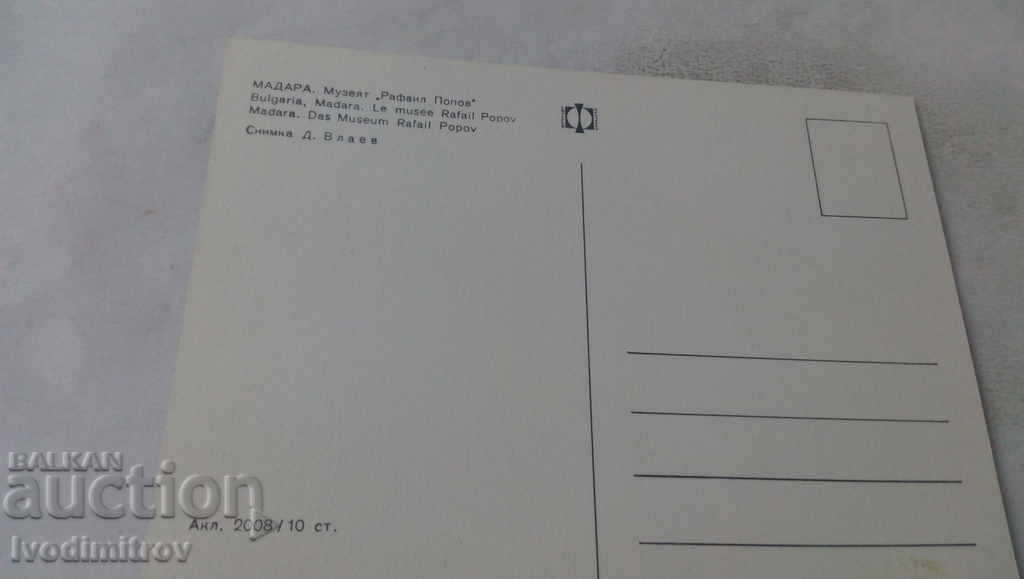 МАДАРА. Музеят „Рафаил Попов"
Bulgaria, Madara. Le musée Rafail Popov
Madara. Das Museum Rafail Popov
Снимка Д. Влаев
Акл. 2008/10 ст.
BALKAN
auction
Ivodimitrov